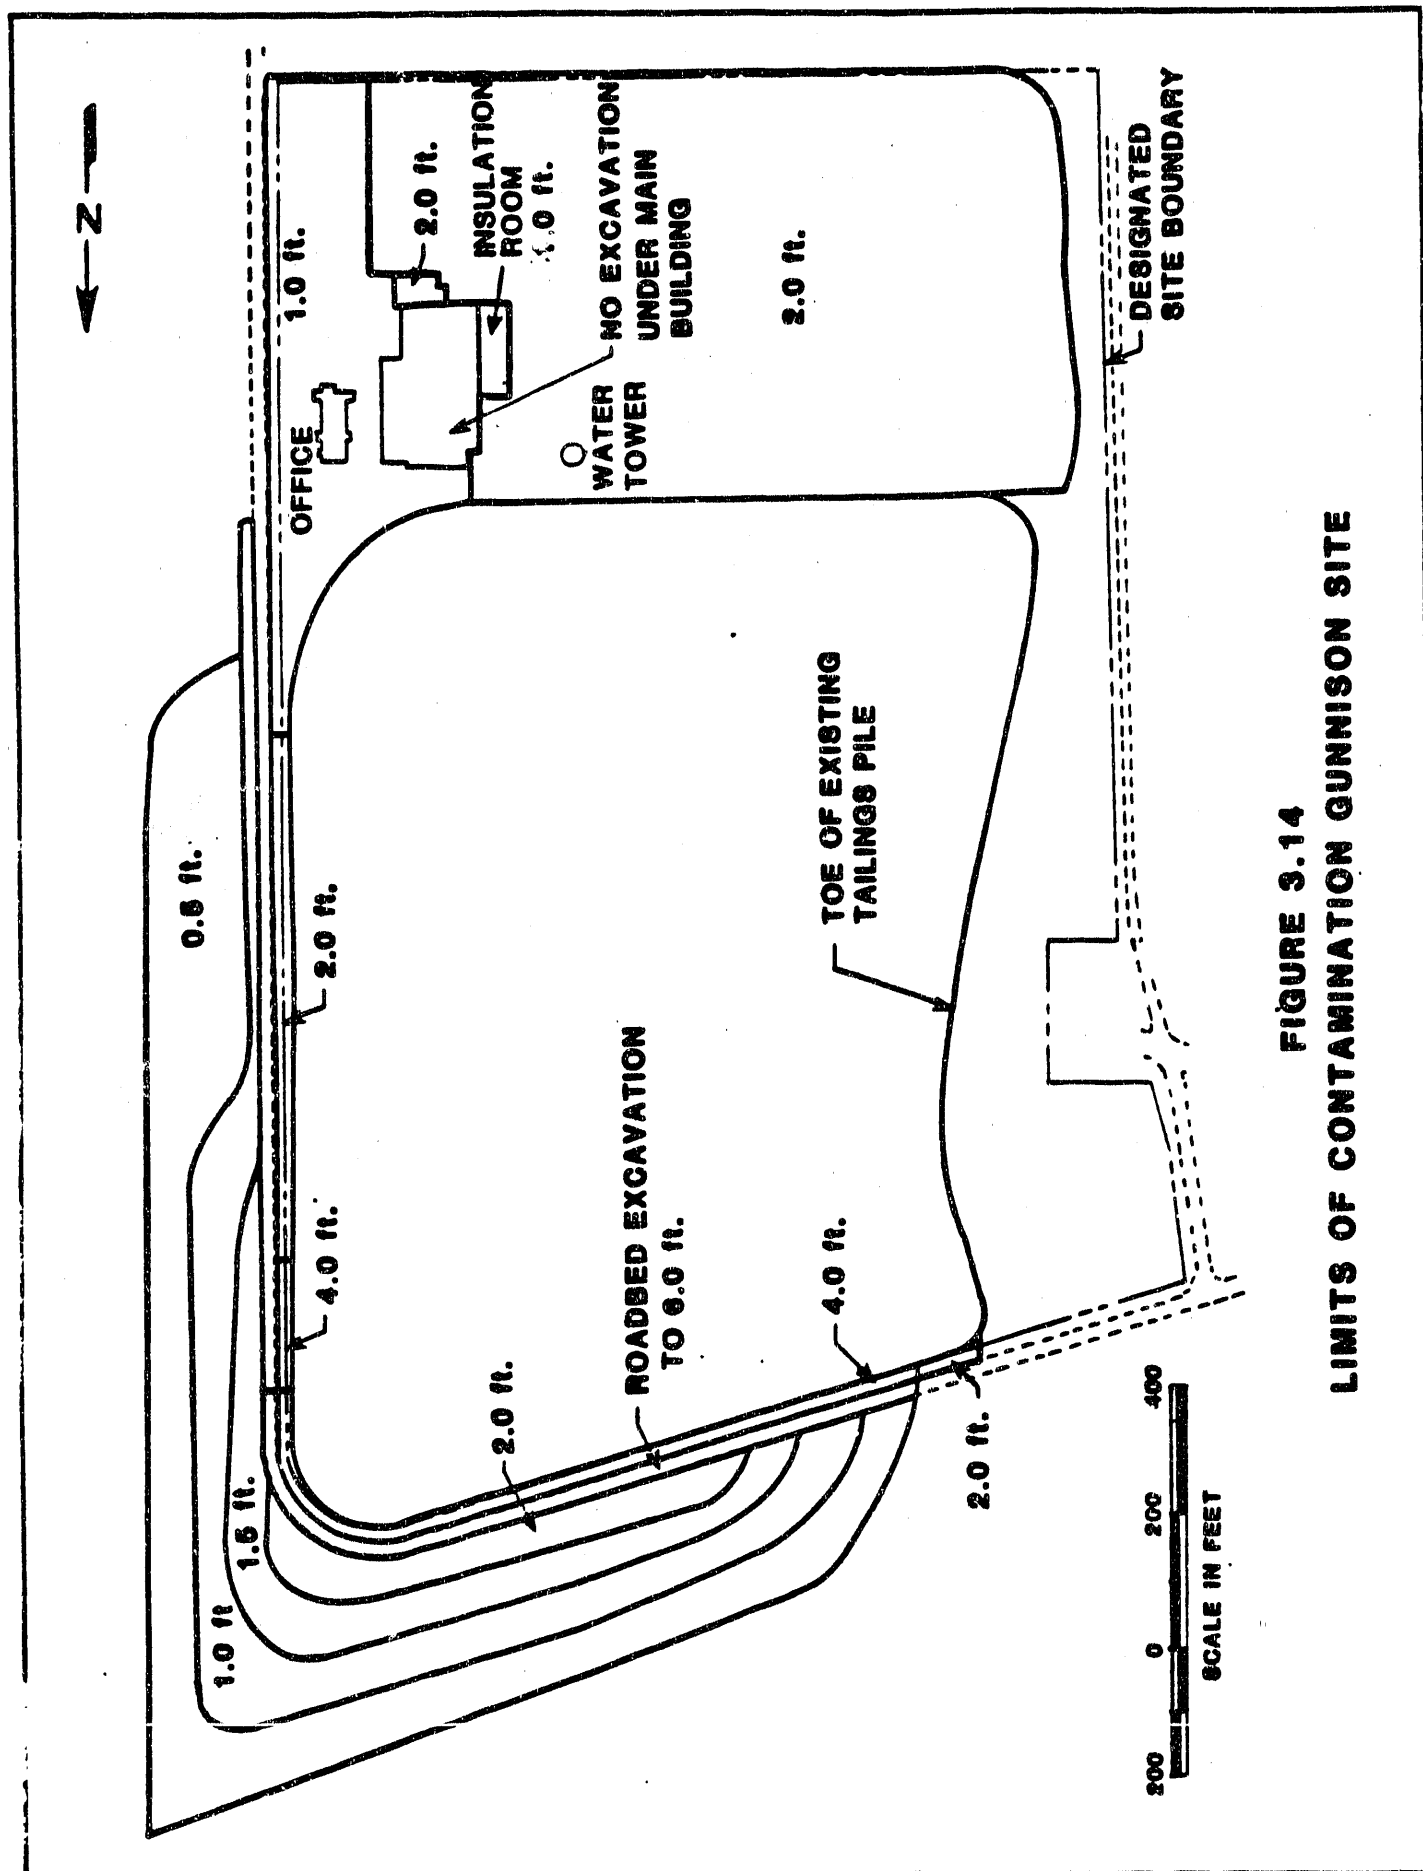 N
1.0 ft.
OFFICE
2.0 ft.
INSULATION
ROOM
NO EXCAVATION
UNDER MAIN
BUILDING
WATER
TOWER
2.0 ft.
DESIGNATED
SITE BOUNDARY
0.5 ft.
2.0 ft.
4.0 ft.
TOE OF EXISTING
TAILINGS PILE
ROADBED EXCAVATION
TO 6.0 ft.
4.0 ft.
2.0 ft.
2.0 ft.
1.5 ft.
1.0 ft
200 0 200 400
SCALE IN FEET
FIGURE 3.14
LIMITS OF CONTAMINATION GUNNISON SITE